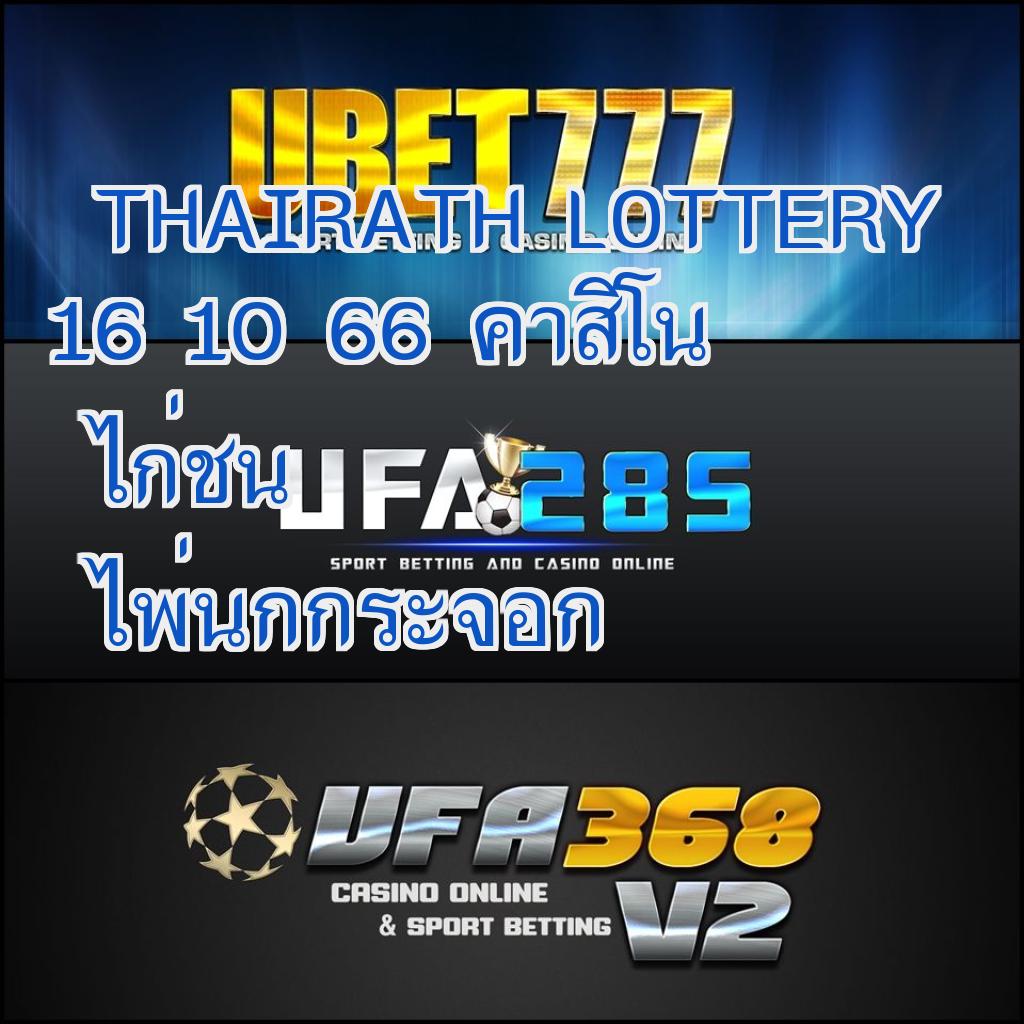 UBET777
THAIRATH LOTTERY
16 10 66 คาสิโน
ไก่ชน
UFA285
SPORT BETTING AND CASINO ONLINE
ไพ่นกกระจอก
UFA368
CASINO ONLINE
& SPORT BETTING
V2